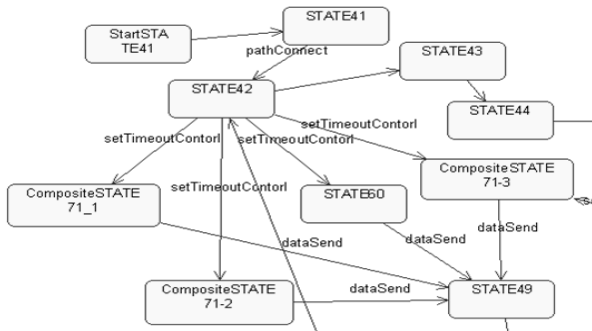 STATE41
StartSTA
TE41
pathConnect
STATE43
STATE42
STATE44
setTimeoutContorl
setTimeoutContorl
setTimeoutContorl
CompositeSTATE
71-3
setTimeoutContorl
CompositeSTATE
71_1
STATE60
dataSend
dataSend
dataSend
CompositeSTATE
71-2
dataSend
STATE49